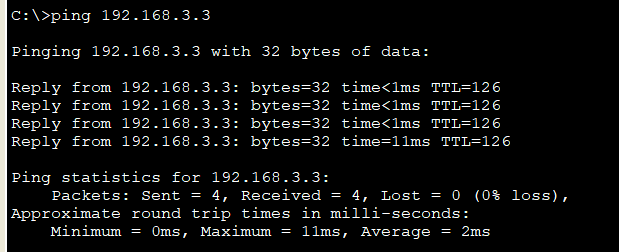 C:\>ping 192.168.3.3
Pinging 192.168.3.3 with 32 bytes of data:
Reply from 192.168.3.3: bytes=32 time<1ms TTL=126
Reply from 192.168.3.3: bytes=32 time<1ms TTL=126
Reply from 192.168.3.3: bytes=32 time<1ms TTL=126
Reply from 192.168.3.3: bytes=32 time=11ms TTL=126
Ping statistics for 192.168.3.3:
    Packets: Sent = 4, Received = 4, Lost = 0 (0% loss),
Approximate round trip times in milli-seconds:
    Minimum = 0ms, Maximum = 11ms, Average = 2ms